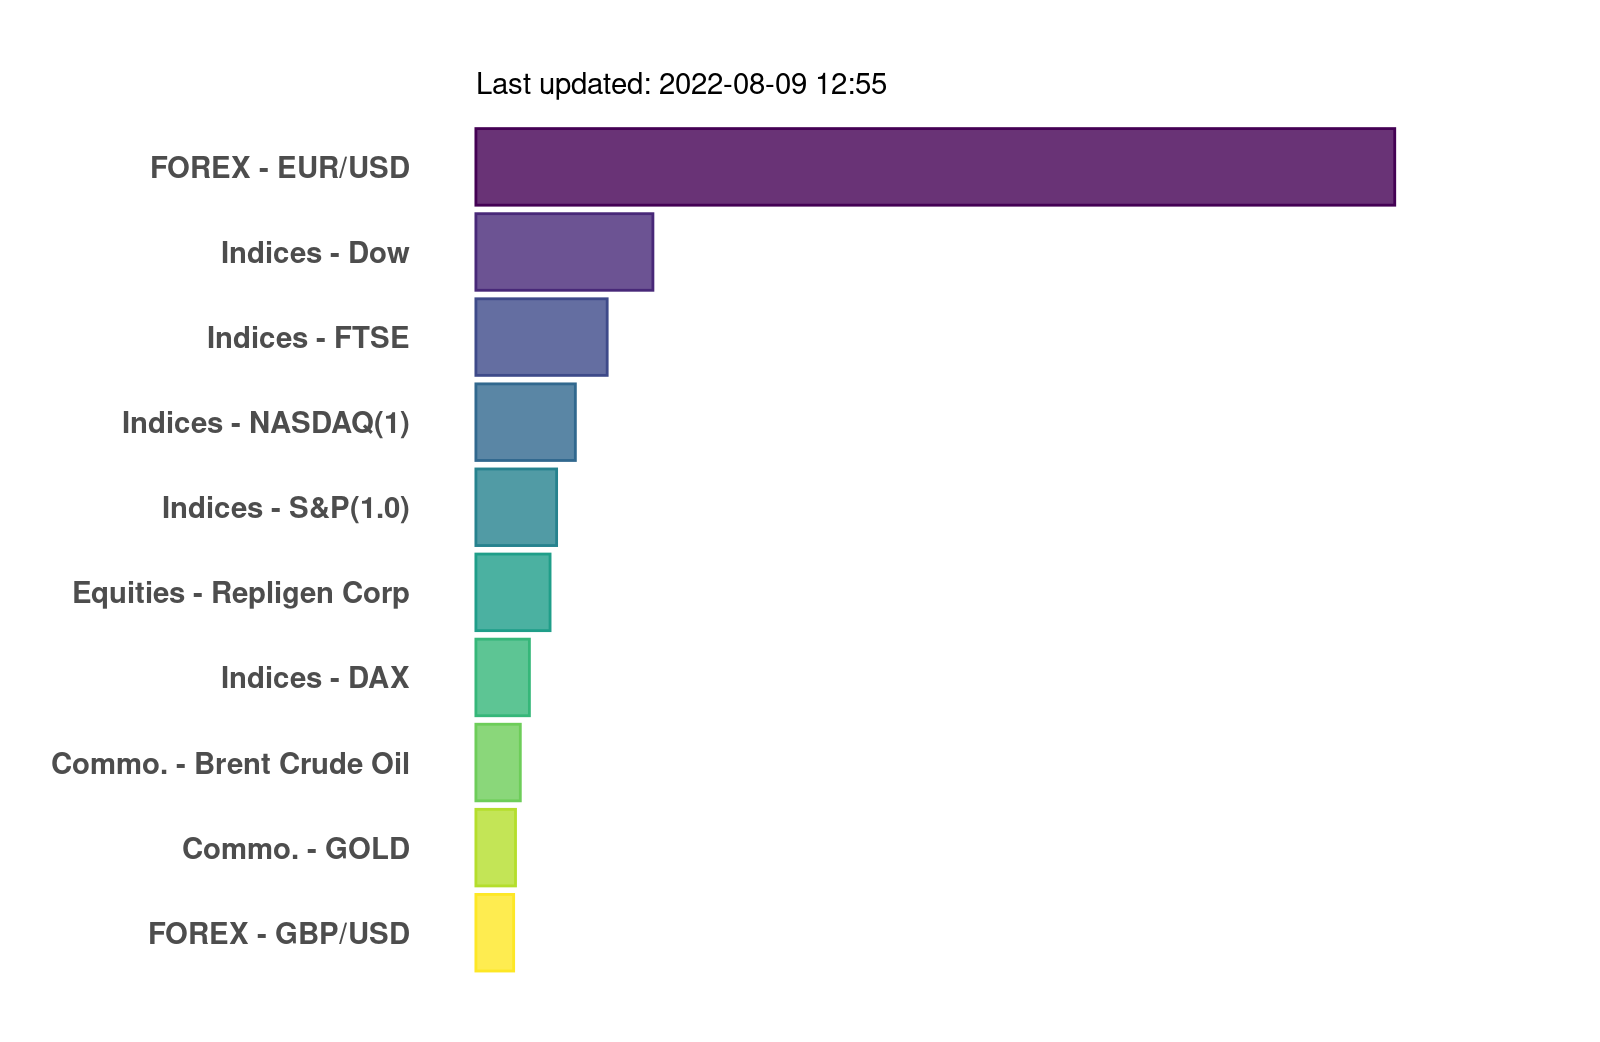 Last updated: 2022-08-09 12:55
FOREX - EUR/USD
Indices - Dow
Indices - FTSE
Indices - NASDAQ(1)
Indices - S&P(1.0)
Equities - Repligen Corp
Indices - DAX
Commo. - Brent Crude Oil
Commo. - GOLD
FOREX - GBP/USD